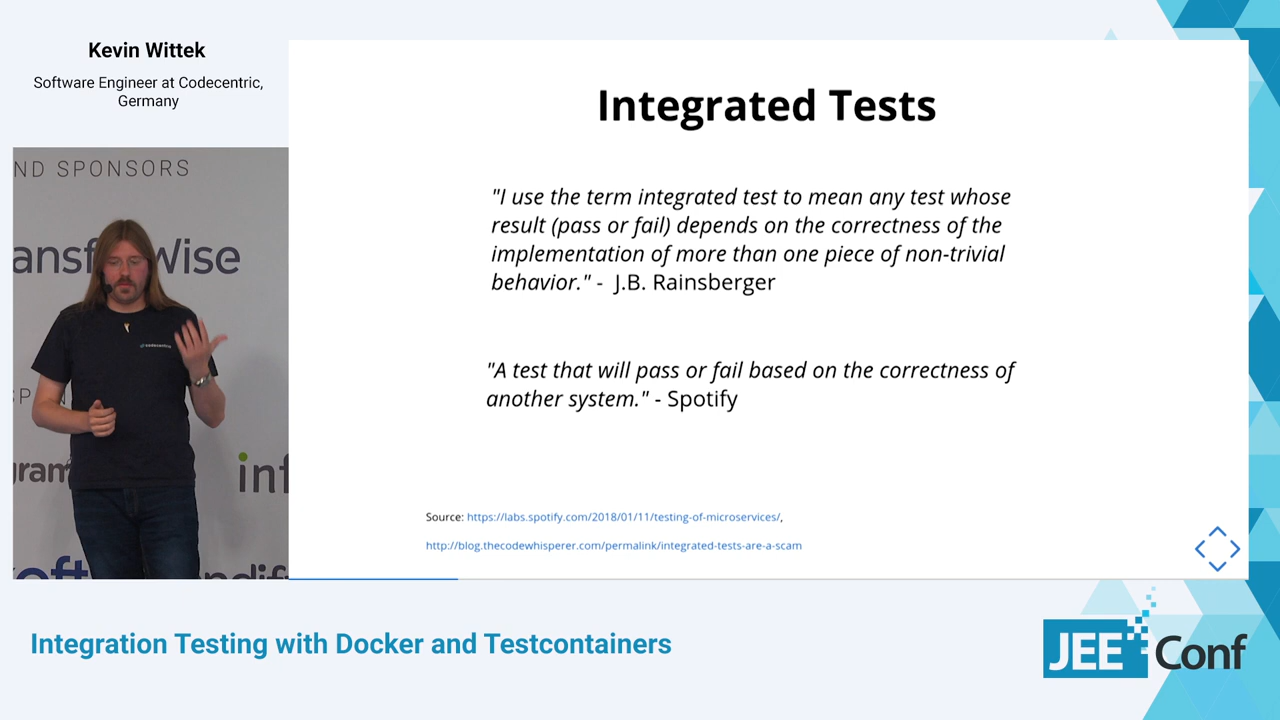 Kevin Wittek
Software Engineer at Codecentric,
Germany
ND SPONSORS
Integrated Tests
"I use the term integrated test to mean any test whose
result (pass or fail) depends on the correctness of the
implementation of more than one piece of non-trivial
behavior." - J.B. Rainsberger
"A test that will pass or fail based on the correctness of
another system." - Spotify
Source: https://labs.spotify.com/2018/01/11/testing-of-microservices/,
http://blog.thecodewhisperer.com/permalink/integrated-tests-are-a-scam
Integration Testing with Docker and Testcontainers
JEE Conf